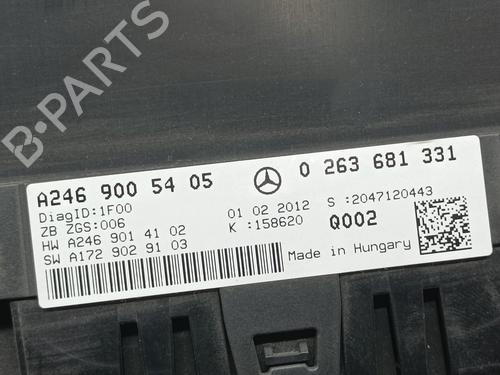 A246 900 54 05
0 263 681 331
DiagID:1F00
ZB ZGS:006
HW A246 901 41 02
SW A172 902 91 03
01 02 2012
K :158620
S :2047120443
Q002
Made in Hungary
B-PARTS